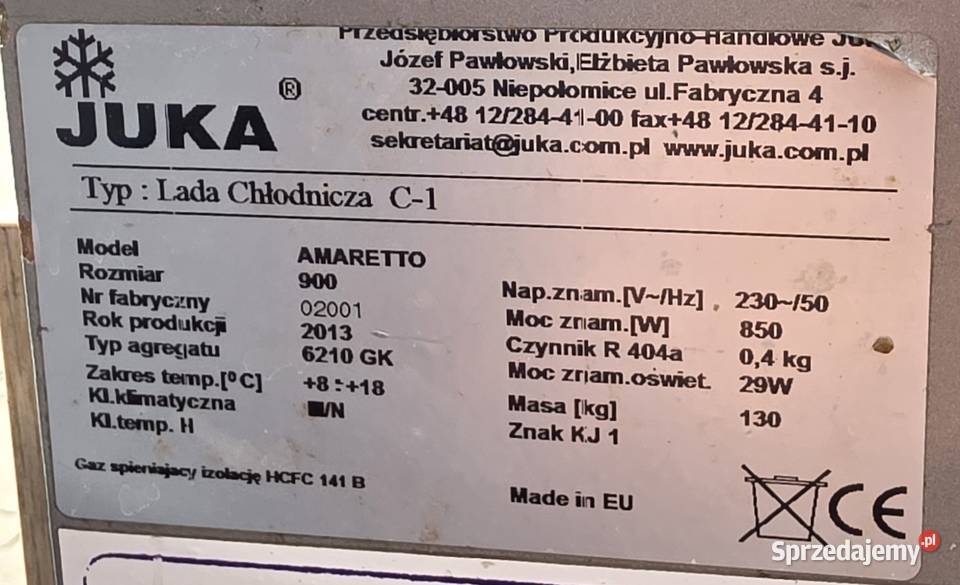 Przedsiębiorstwo Produkcyjno-Handlowe
Józef Pawłowski, Elżbieta Pawłowska s.j.
32-005 Niepołomice ul.Fabryczna 4
centr.+48 12/284-41-00 fax+48 12/284-41-10
sekretariat@juka.com.pl www.juka.com.pl
JUKA ®
Typ : Lada Chłodnicza C-1
Model AMARETTO
Rozmiar 900
Nr fabryczny 02001
Rok produkcji 2013
Typ agregatu 6210 GK
Zakres temp.[°C] +8 ÷ +18
Kl.klimatyczna /N
Kl.temp. H
Nap.znam.[V~/Hz] 230~/50
Moc znam.[W] 850
Czynnik R 404a 0,4 kg
Moc znam.oświet. 29W
Masa [kg] 130
Znak KJ 1
Gaz spieniajacy izolację HCFC 141 B
Made in EU
CE
Sprzedajemy.pl